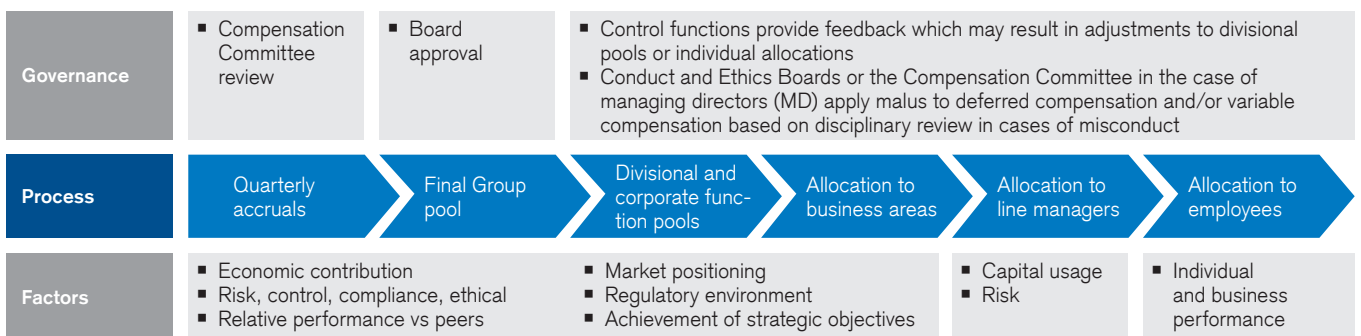 Governance
▪ Compensation
Committee
review
▪ Board
approval
▪ Control functions provide feedback which may result in adjustments to divisional
pools or individual allocations
▪ Conduct and Ethics Boards or the Compensation Committee in the case of
managing directors (MD) apply malus to deferred compensation and/or variable
compensation based on disciplinary review in cases of misconduct
Process
Quarterly
accruals
Final Group
pool
Divisional and
corporate func-
tion pools
Allocation to
business areas
Allocation to
line managers
Allocation to
employees
Factors
▪ Economic contribution
▪ Risk, control, compliance, ethical
▪ Relative performance vs peers
▪ Market positioning
▪ Regulatory environment
▪ Achievement of strategic objectives
▪ Capital usage
▪ Risk
▪ Individual
and business
performance